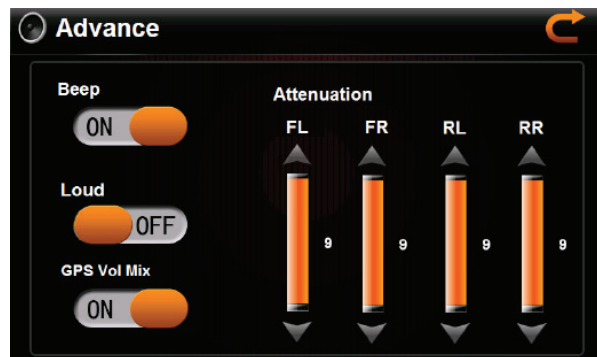 Advance
Beep
ON
Loud
OFF
GPS Vol Mix
ON
Attenuation
FL FR RL RR
9 9 9 9